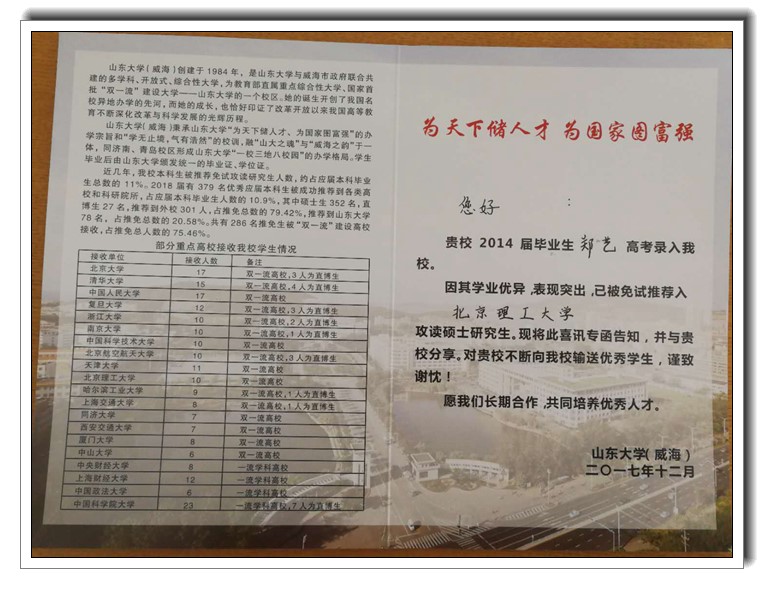 山东大学(威海)创建于1984年，是山东大学与威海市政府联合共
建的多学科、开放式、综合性大学,为教育部直属重点综合性大学、国家首
批“双一流”建设大学——山东大学的一个校区。她的诞生开创了我国名
校异地办学的先河,而她的成长，也恰好印证了改革开放以来我国高等教
育不断深化改革与科学发展的光辉历程。
山东大学(威海)秉承山东大学“为天下储人才、为国家图富强”的办
学宗旨和“学无止境,气有浩然”的校训，融“山大之魂”与“威海之韵”于一
体，同济南、青岛校区形成山东大学“一校三地八校园”的办学格局。学生
毕业后由山东大学颁发统一的毕业证、学位证。
近几年，我校本科生被推荐免试攻读研究生人数，约占应届本科毕业
生总数的 11%。2018 届有 379 名优秀应届本科生被成功推荐到各类高
校和科研院所，占应届本科毕业生人数的 10.9%，其中硕士生 352 名，直
博生 27 名，推荐到外校 301 人，占推免总数的 79.42%，推荐到山东大学
78 名，占推免总数的 20.58%。共有 286 名推免生被“双一流”建设高校
接收，占推免总人数的 75.46%。
部分重点高校接收我校学生情况
接收单位 接收人数 备注
北京大学 17 双一流高校,3 人为直博生
清华大学 15 双一流高校,4 人为直博生
中国人民大学 17 双一流高校
复旦大学 12 双一流高校,3 人为直博生
浙江大学 10 双一流高校,2 人为直博生
南京大学 10 双一流高校,1 人为直博生
中国科学技术大学 10 双一流高校
北京航空航天大学 10 双一流高校,3 人为直博生
天津大学 11 双一流高校
北京理工大学 10 双一流高校
哈尔滨工业大学 9 双一流高校,1 人为直博生
上海交通大学 8 双一流高校,1 人为直博生
同济大学 7 双一流高校
西安交通大学 7 双一流高校
厦门大学 8 双一流高校
中山大学 6 双一流高校
中央财经大学 8 一流学科高校
上海财经大学 12 一流学科高校
中国政法大学 6 一流学科高校
中国科学院大学 23 一流学科高校,7 人为直博生
为天下储人才 为国家图富强
您好 ：
贵校 2014 届毕业生 郑艺 高考录入我
校。
因其学业优异，表现突出，已被免试推荐入
北京理工大学
攻读硕士研究生。现将此喜讯专函告知，并与贵
校分享。对贵校不断向我校输送优秀学生，谨致
谢忱！
愿我们长期合作，共同培养优秀人才。
山东大学(威海)
二〇一七年十二月